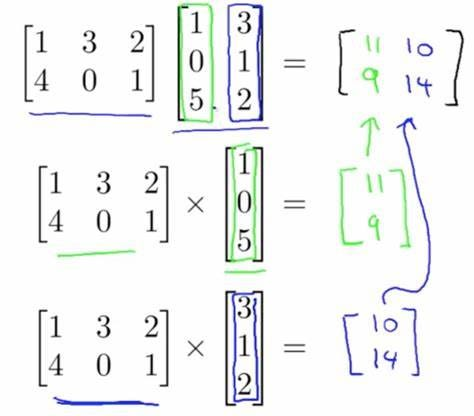 [1 3 2] [1 3] = [11 10]
[4 0 1] [0 1] [9 14]
[5 2]
[1 3 2] × [1] = [11]
[4 0 1] [0] [9]
[5]
[1 3 2] × [3] = [10]
[4 0 1] [1] [14]
[2]